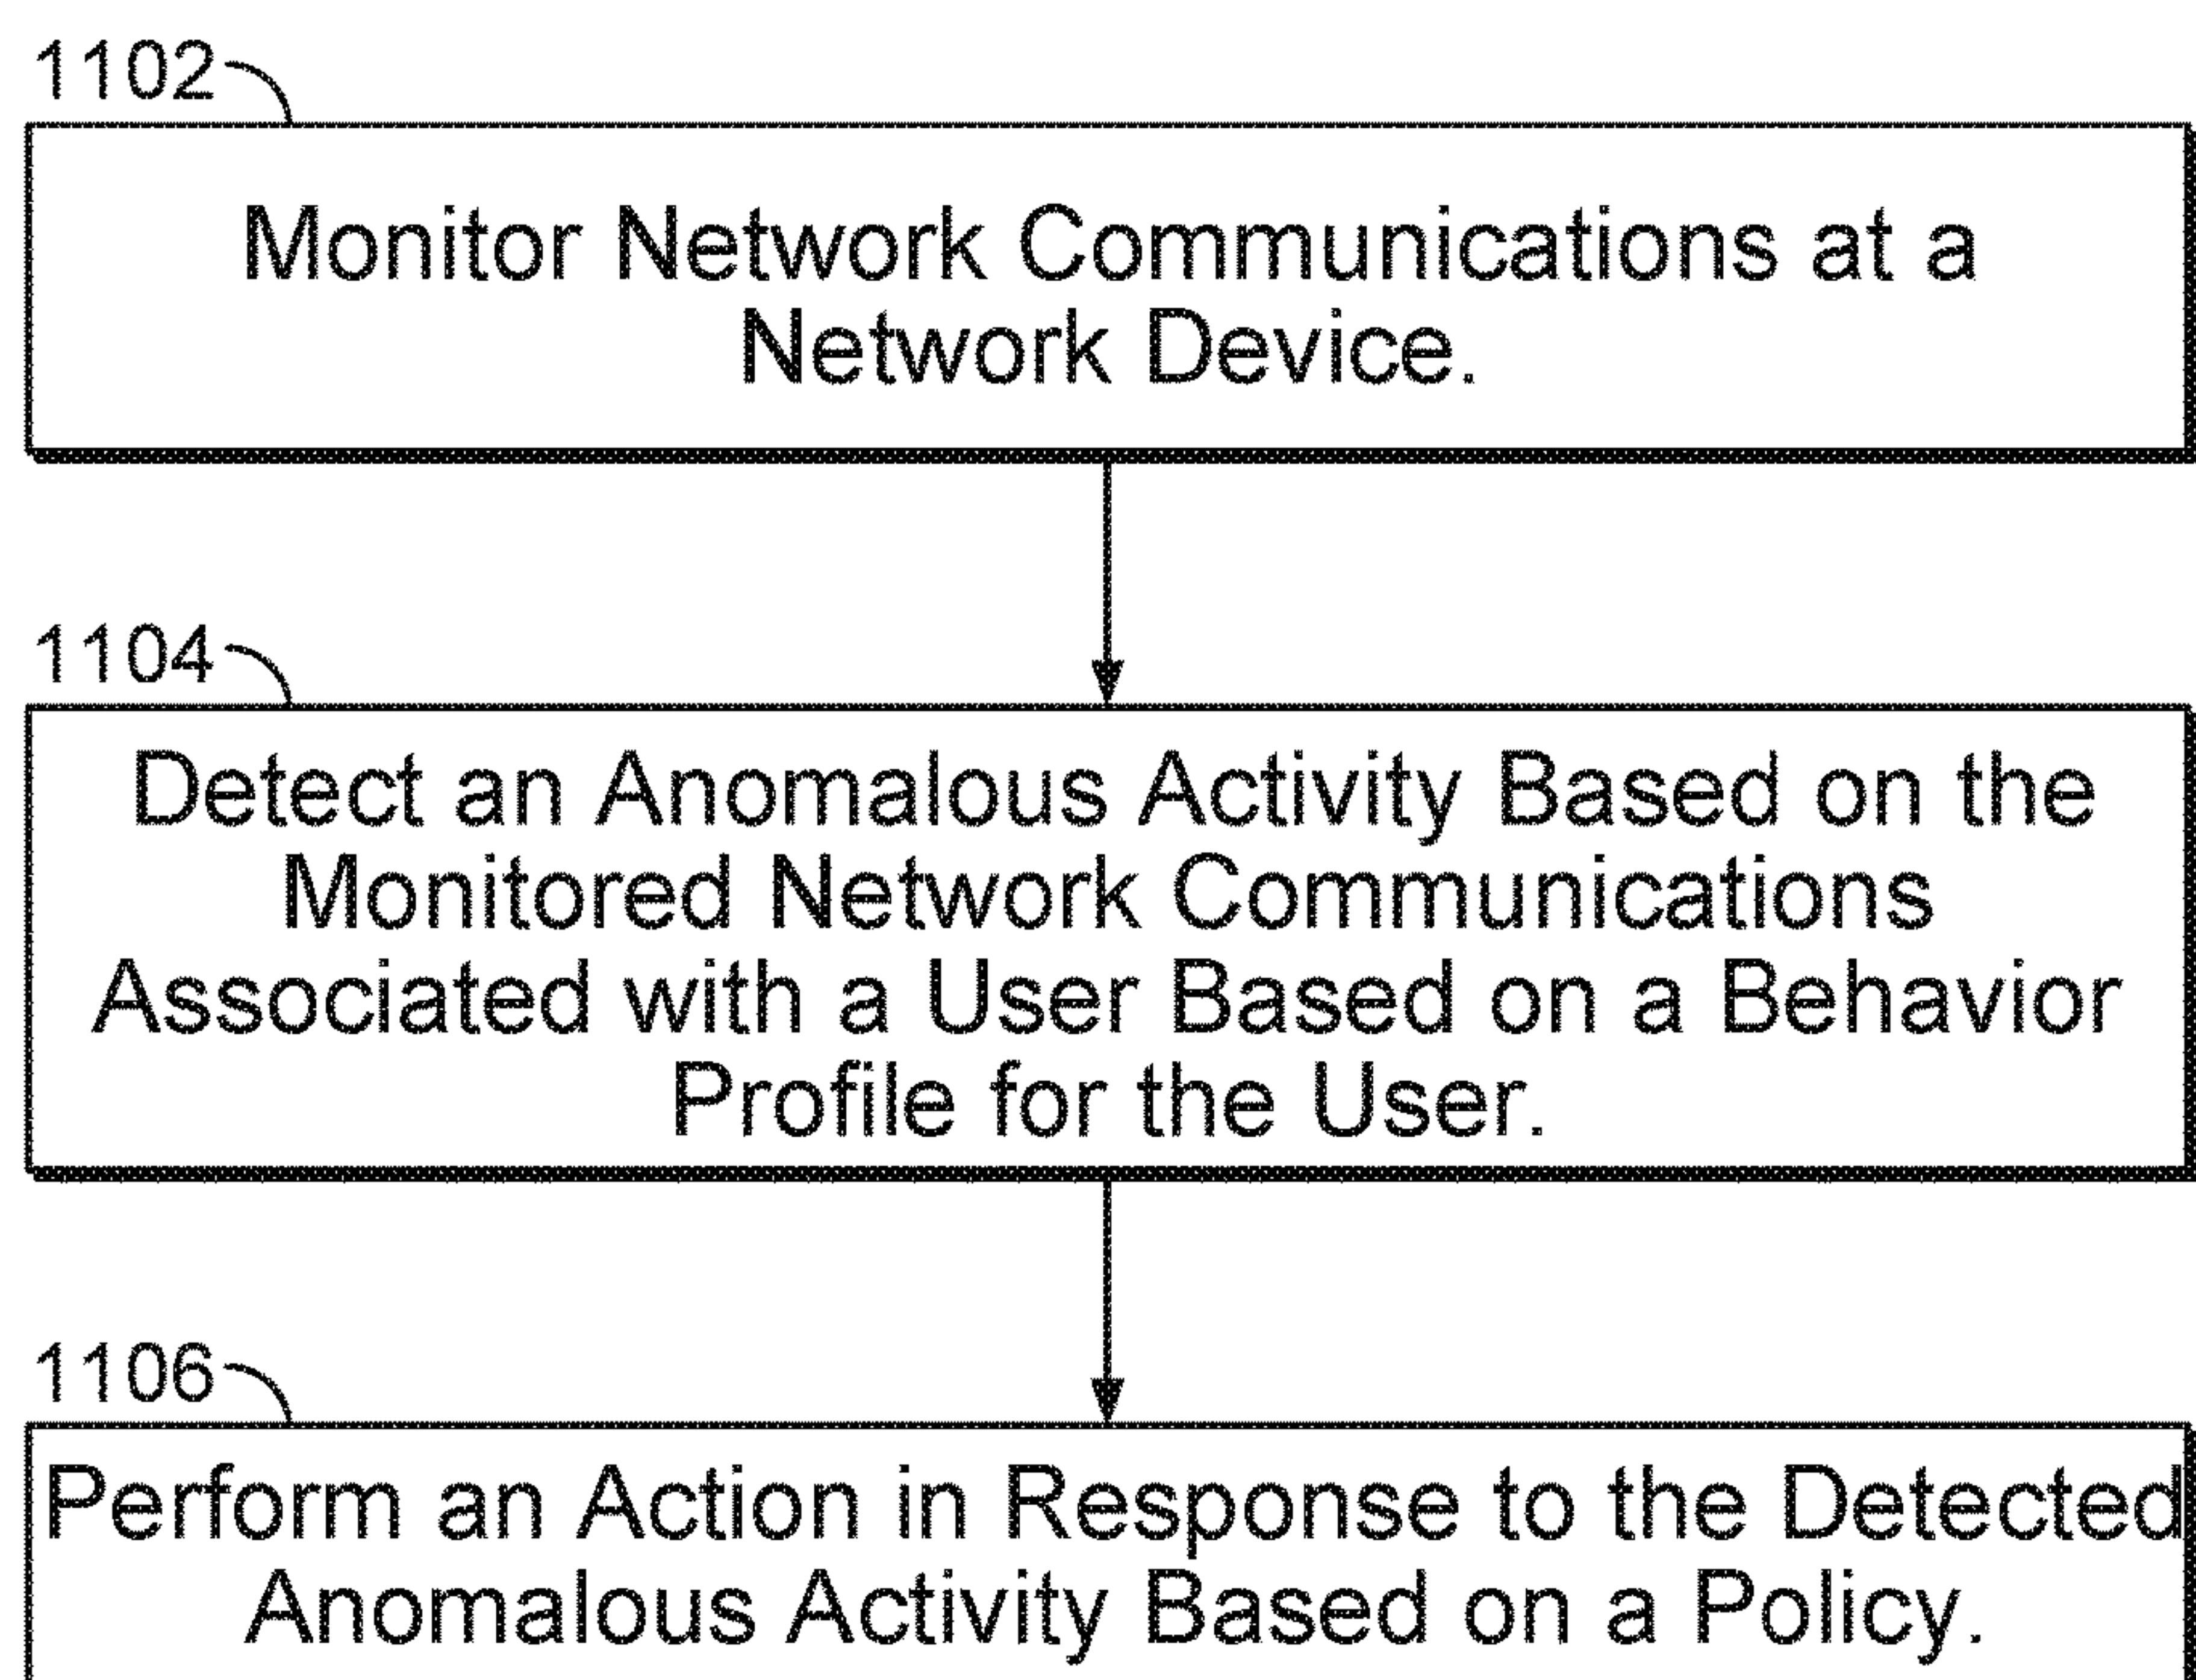 1102
Monitor Network Communications at a
Network Device.
1104
Detect an Anomalous Activity Based on the
Monitored Network Communications
Associated with a User Based on a Behavior
Profile for the User.
1106
Perform an Action in Response to the Detected
Anomalous Activity Based on a Policy.